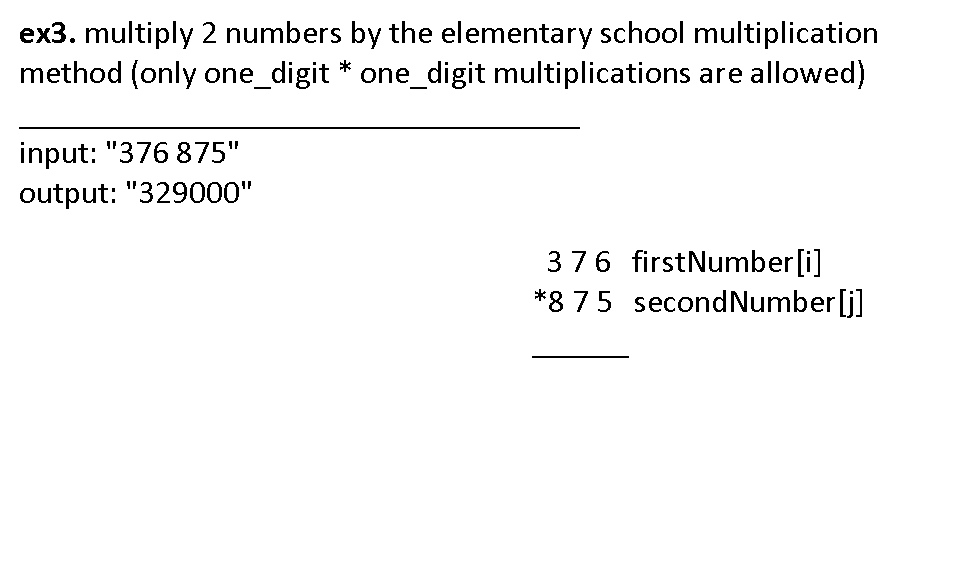 ex3. multiply 2 numbers by the elementary school multiplication
method (only one_digit * one_digit multiplications are allowed)
input: "376 875"
output: "329000"
3 7 6 firstNumber[i]
*8 7 5 secondNumber[j]